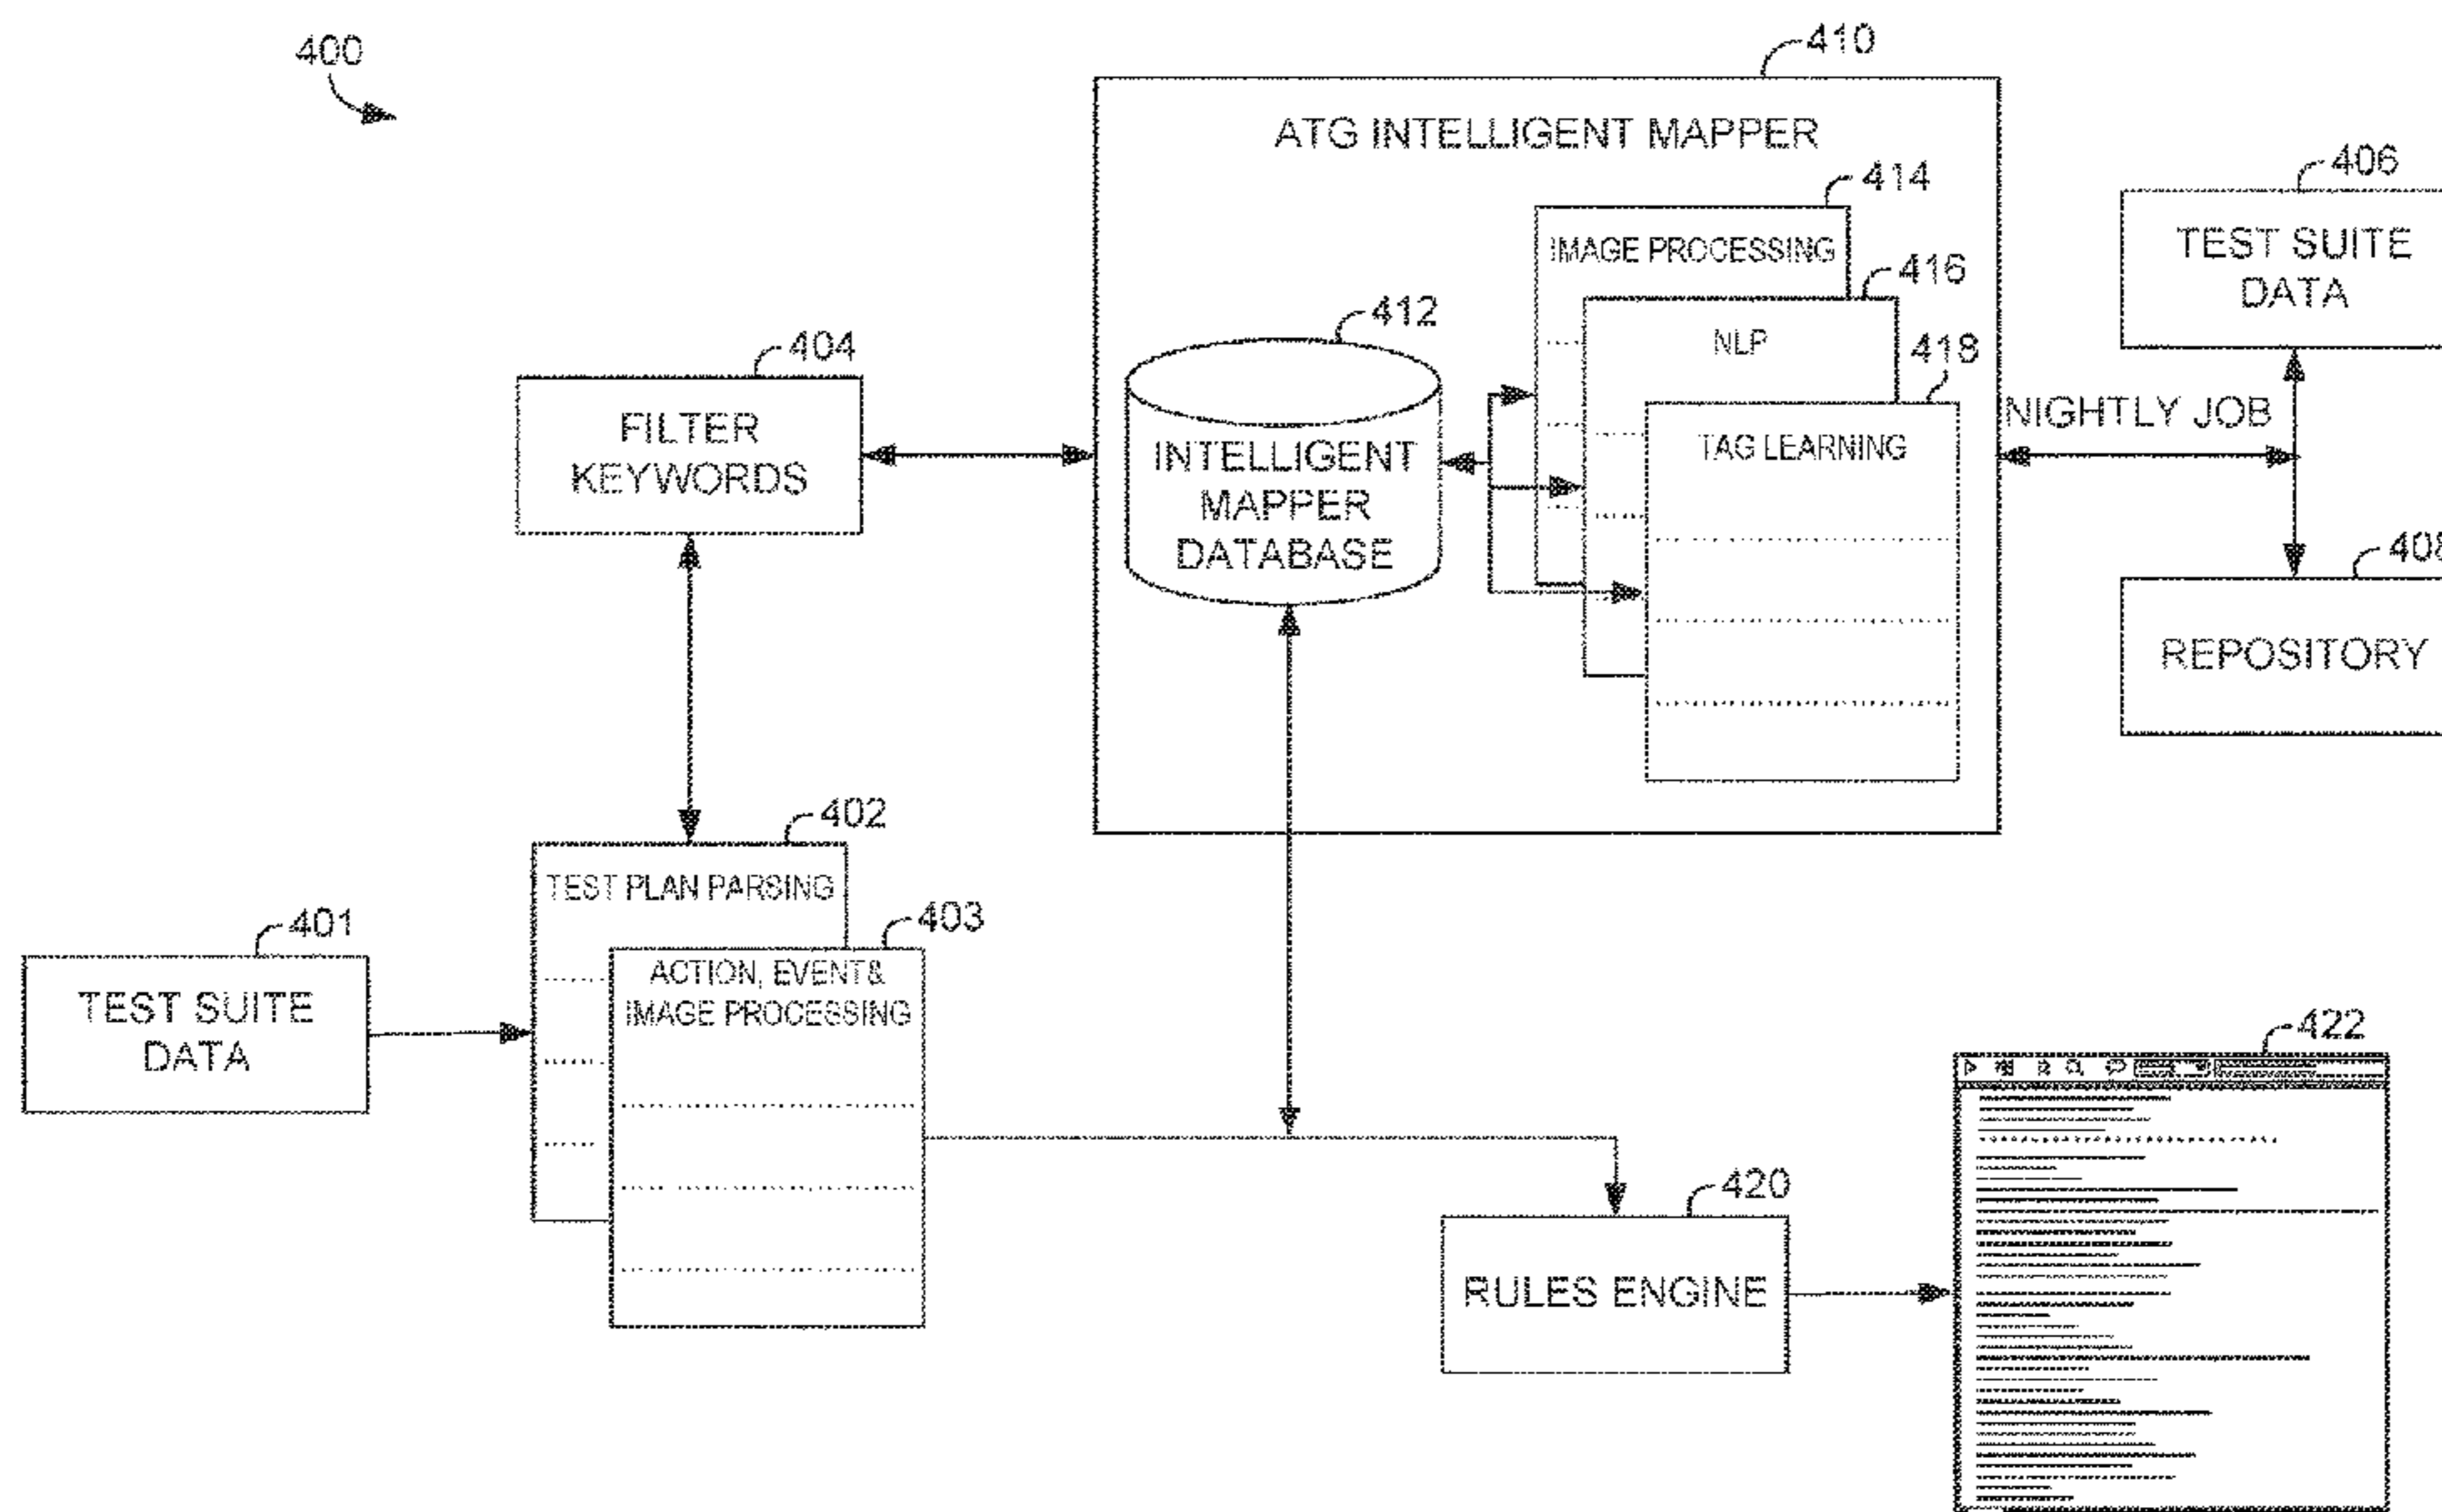 400
410
ATG INTELLIGENT MAPPER
414
IMAGE PROCESSING
416
NLP
418
TAG LEARNING
412
INTELLIGENT
MAPPER
DATABASE
406
TEST SUITE
DATA
NIGHTLY JOB
408
REPOSITORY
404
FILTER
KEYWORDS
402
TEST PLAN PARSING
403
ACTION, EVENT&
IMAGE PROCESSING
401
TEST SUITE
DATA
420
RULES ENGINE
422